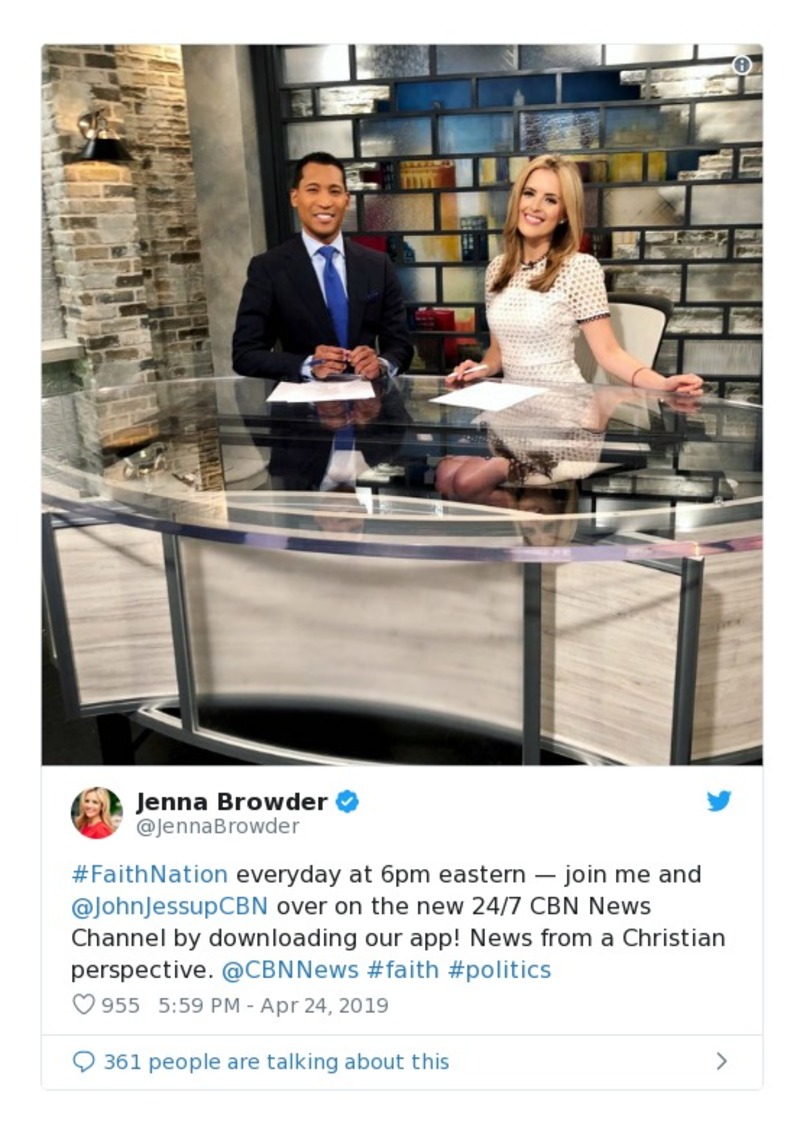 Jenna Browder
@JennaBrowder
#FaithNation everyday at 6pm eastern — join me and
@JohnJessupCBN over on the new 24/7 CBN News
Channel by downloading our app! News from a Christian
perspective. @CBNNews #faith #politics
955 5:59 PM - Apr 24, 2019
361 people are talking about this